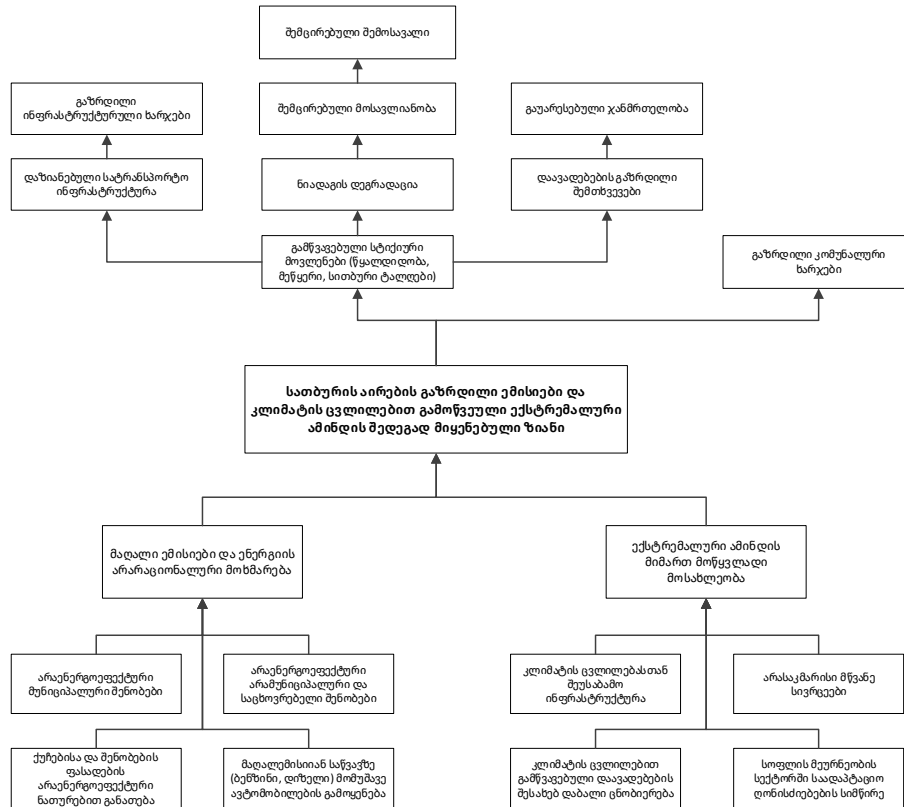 შემცირებული შემოსავალი
გაზრდილი
ინფრასტრუქტურული ხარჯები
შემცირებული მოსავლიანობა
გაუარესებული ჯანმრთელობა
დაზიანებული სატრანსპორტო
ინფრასტრუქტურა
ნიადაგის დეგრადაცია
დაავადებების გაზრდილი
შემთხვევები
გამწვავებული სტიქიური
მოვლენები (წყალდიდობა,
მეწყერი, სითბური ტალღები)
გაზრდილი კომუნალური
ხარჯები
სათბურის აირების გაზრდილი ემისიები და
კლიმატის ცვლილებით გამოწვეული ექსტრემალური
ამინდის შედეგად მიყენებული ზიანი
მაღალი ემისიები და ენერგიის
არარაციონალური მოხმარება
ექსტრემალური ამინდის
მიმართ მოწყვლადი
მოსახლეობა
არაენერგოეფექტური
მუნიციპალური შენობები
არაენერგოეფექტური
არამუნიციპალური და
საცხოვრებელი შენობები
კლიმატის ცვლილებასთან
შეუსაბამო
ინფრასტრუქტურა
არასაკმარისი მწვანე
სივრცეები
ქუჩებისა და შენობების
ფასადების
არაენერგოეფექტური
ნათურებით განათება
მაღალემისიიან საწვავზე
(ბენზინი, დიზელი) მომუშავე
ავტომობილების გამოყენება
კლიმატის ცვლილებით
გამწვავებული დაავადებების
შესახებ დაბალი ცნობიერება
სოფლის მეურნეობის
სექტორში საადაპტაციო
ღონისძიებების სიმწირე